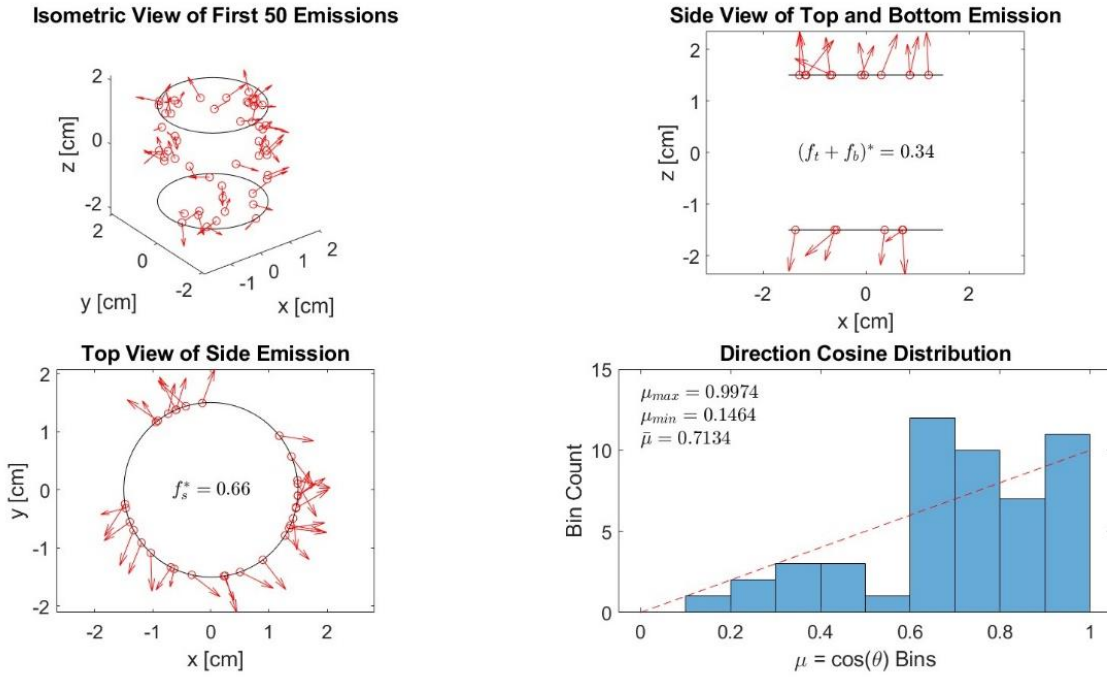 Isometric View of First 50 Emissions
2
0
-2
z [cm]
2
0
-2
y [cm]
-2
-1
0
1
2
x [cm]
Side View of Top and Bottom Emission
2
1
0
-1
-2
z [cm]
(f_t + f_b)* = 0.34
-2 0 2
x [cm]
Top View of Side Emission
2
1
0
-1
-2
y [cm]
f_s* = 0.66
-2 -1 0 1 2
x [cm]
Direction Cosine Distribution
15
10
5
0
Bin Count
μ_max = 0.9974
μ_min = 0.1464
μ̄ = 0.7134
0 0.2 0.4 0.6 0.8 1
μ = cos(θ) Bins